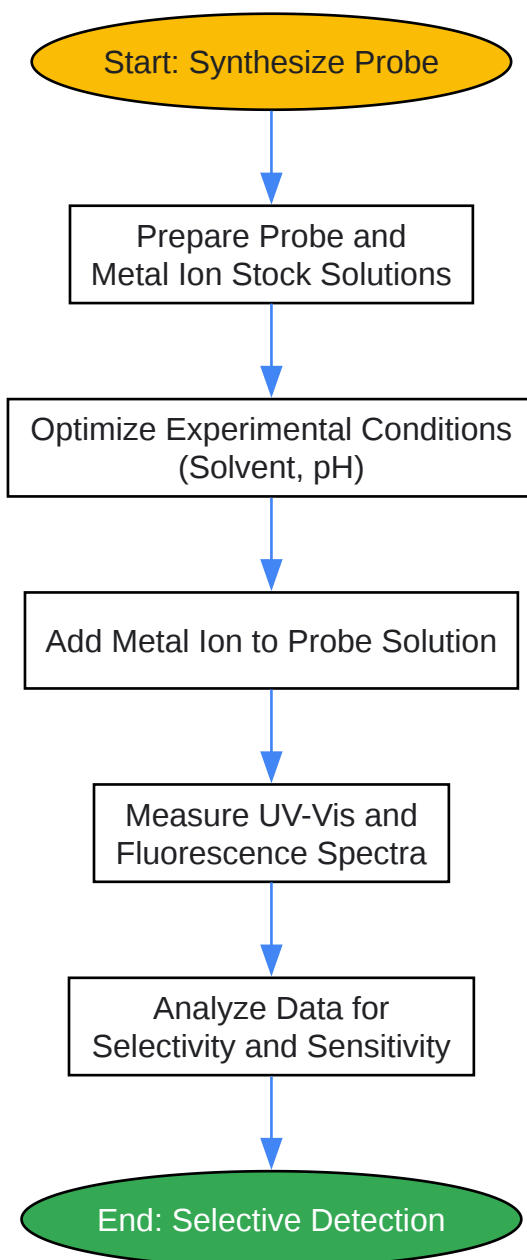 Start: Synthesize Probe
Prepare Probe and
Metal Ion Stock Solutions
Optimize Experimental Conditions
(Solvent, pH)
Add Metal Ion to Probe Solution
Measure UV-Vis and
Fluorescence Spectra
Analyze Data for
Selectivity and Sensitivity
End: Selective Detection